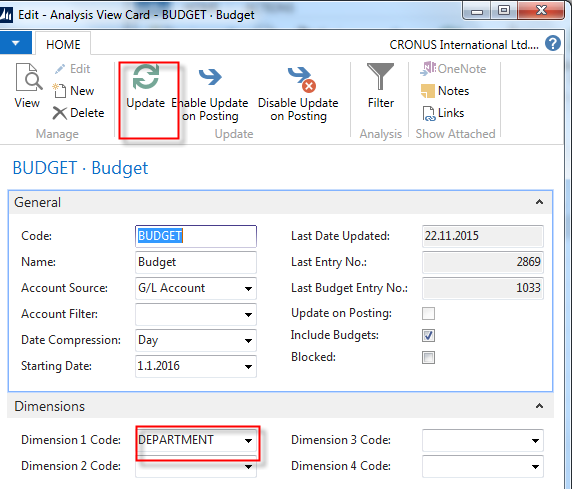 Edit - Analysis View Card - BUDGET · Budget
HOME
CRONUS International Ltd....
?
View
Edit
New
Delete
Manage
Update
Enable Update
on Posting
Disable Update
on Posting
Update
Filter
Analysis
OneNote
Notes
Links
Show Attached
BUDGET · Budget
General
Code: BUDGET
Name: Budget
Account Source: G/L Account
Account Filter:
Date Compression: Day
Starting Date: 1.1.2016
Last Date Updated: 22.11.2015
Last Entry No.: 2869
Last Budget Entry No.: 1033
Update on Posting:
Include Budgets:
Blocked:
Dimensions
Dimension 1 Code: DEPARTMENT
Dimension 2 Code:
Dimension 3 Code:
Dimension 4 Code: